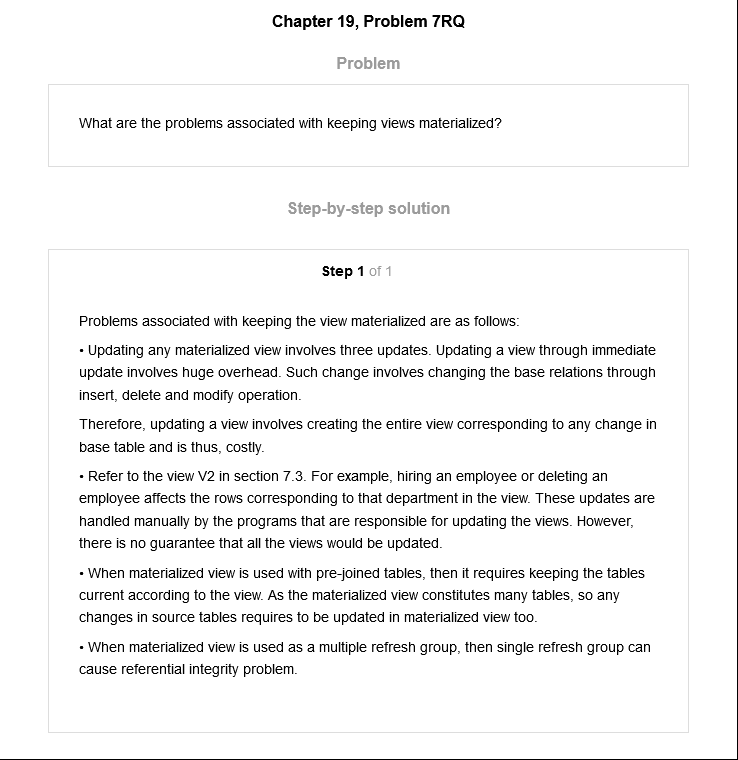 Chapter 19, Problem 7RQ
Problem
What are the problems associated with keeping views materialized?
Step-by-step solution
Step 1 of 1
Problems associated with keeping the view materialized are as follows:
• Updating any materialized view involves three updates. Updating a view through immediate
update involves huge overhead. Such change involves changing the base relations through
insert, delete and modify operation.
Therefore, updating a view involves creating the entire view corresponding to any change in
base table and is thus, costly.
• Refer to the view V2 in section 7.3. For example, hiring an employee or deleting an
employee affects the rows corresponding to that department in the view. These updates are
handled manually by the programs that are responsible for updating the views. However,
there is no guarantee that all the views would be updated.
• When materialized view is used with pre-joined tables, then it requires keeping the tables
current according to the view. As the materialized view constitutes many tables, so any
changes in source tables requires to be updated in materialized view too.
• When materialized view is used as a multiple refresh group, then single refresh group can
cause referential integrity problem.